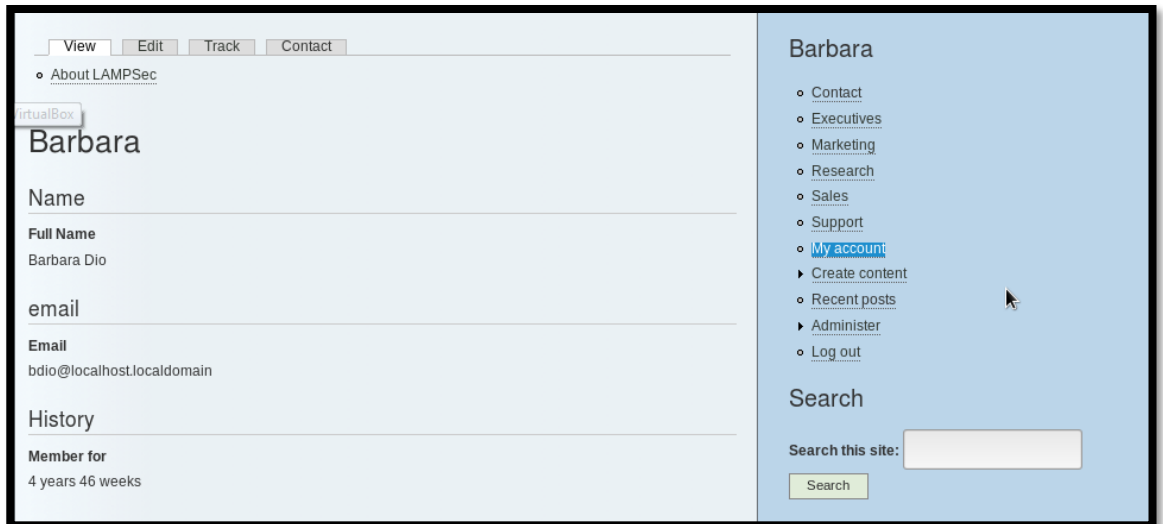 View Edit Track Contact
About LAMPSec
VirtualBox
Barbara
Name
Full Name
Barbara Dio
email
Email
bdio@localhost.localdomain
History
Member for
4 years 46 weeks
Barbara
Contact
Executives
Marketing
Research
Sales
Support
My account
Create content
Recent posts
Administer
Log out
Search
Search this site:
Search